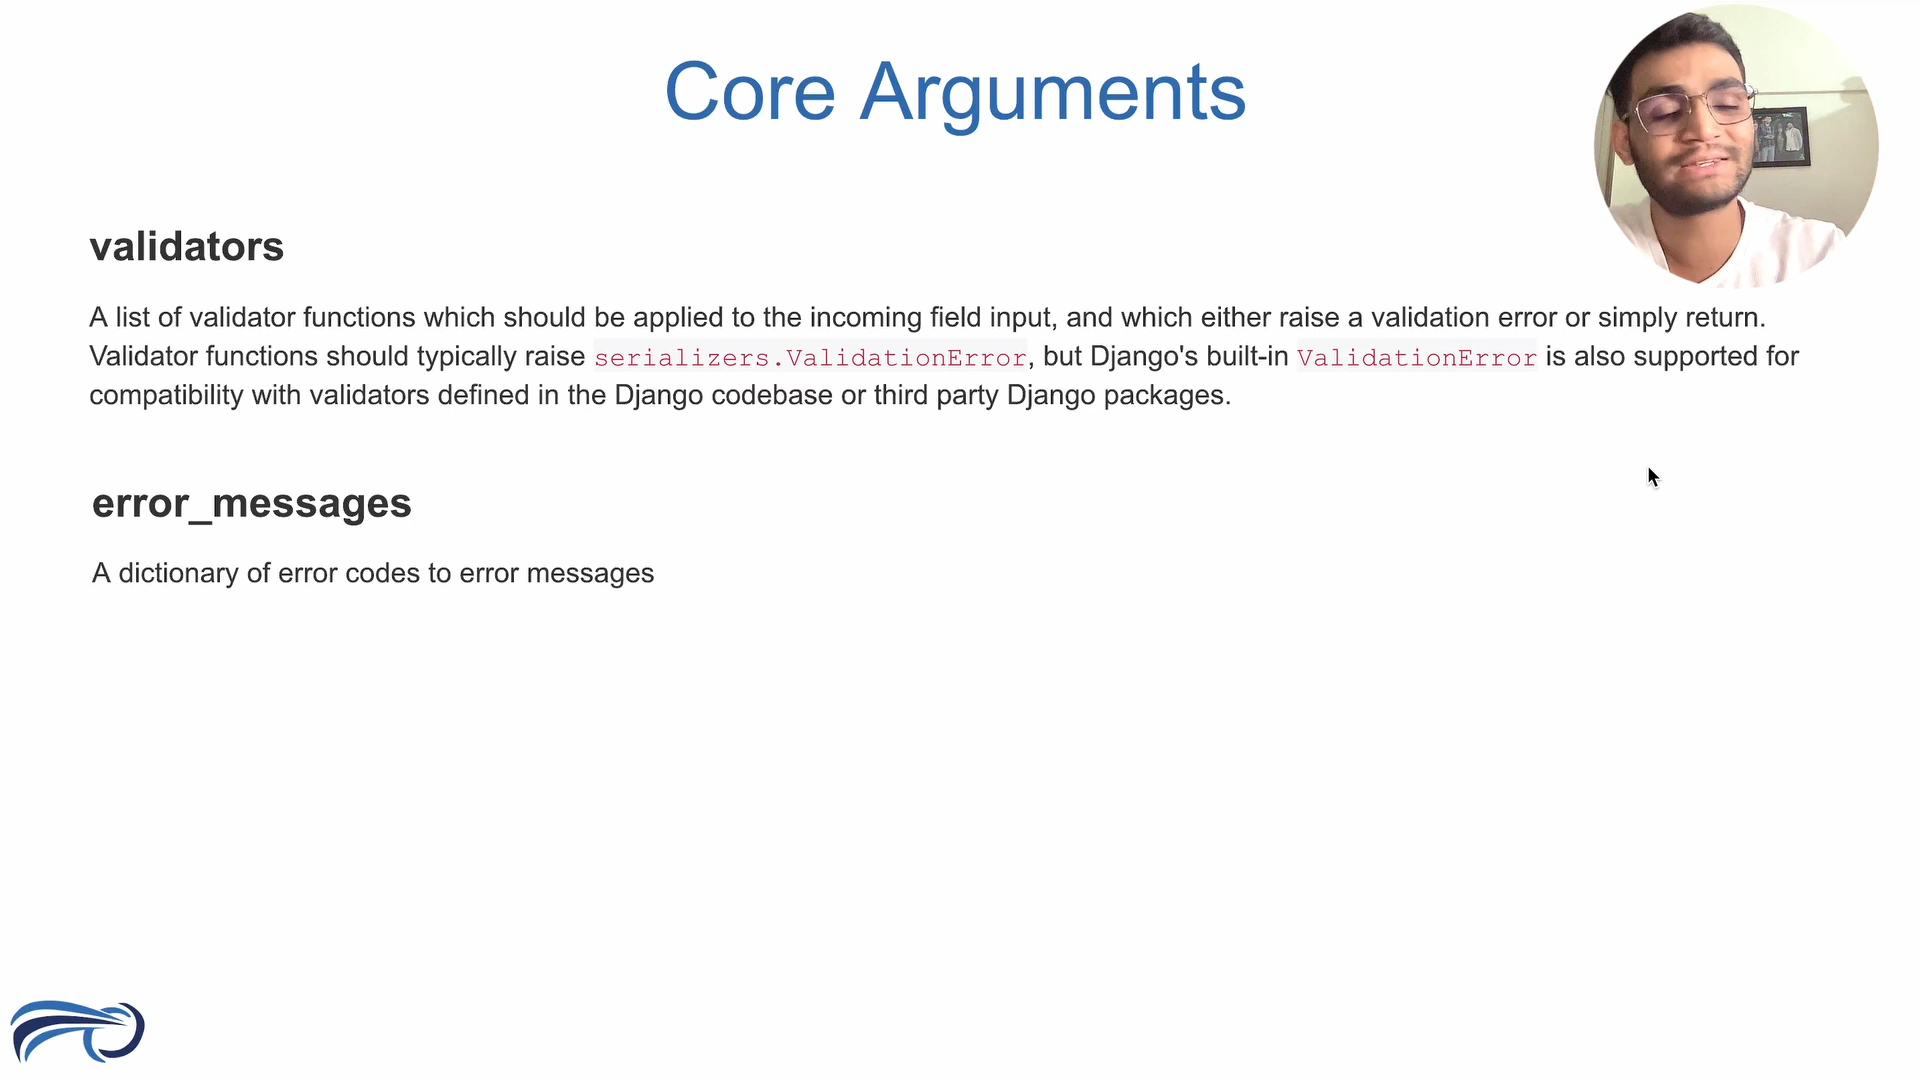 Core Arguments
validators
A list of validator functions which should be applied to the incoming field input, and which either raise a validation error or simply return.
Validator functions should typically raise serializers.ValidationError, but Django's built-in ValidationError is also supported for
compatibility with validators defined in the Django codebase or third party Django packages.
error_messages
A dictionary of error codes to error messages